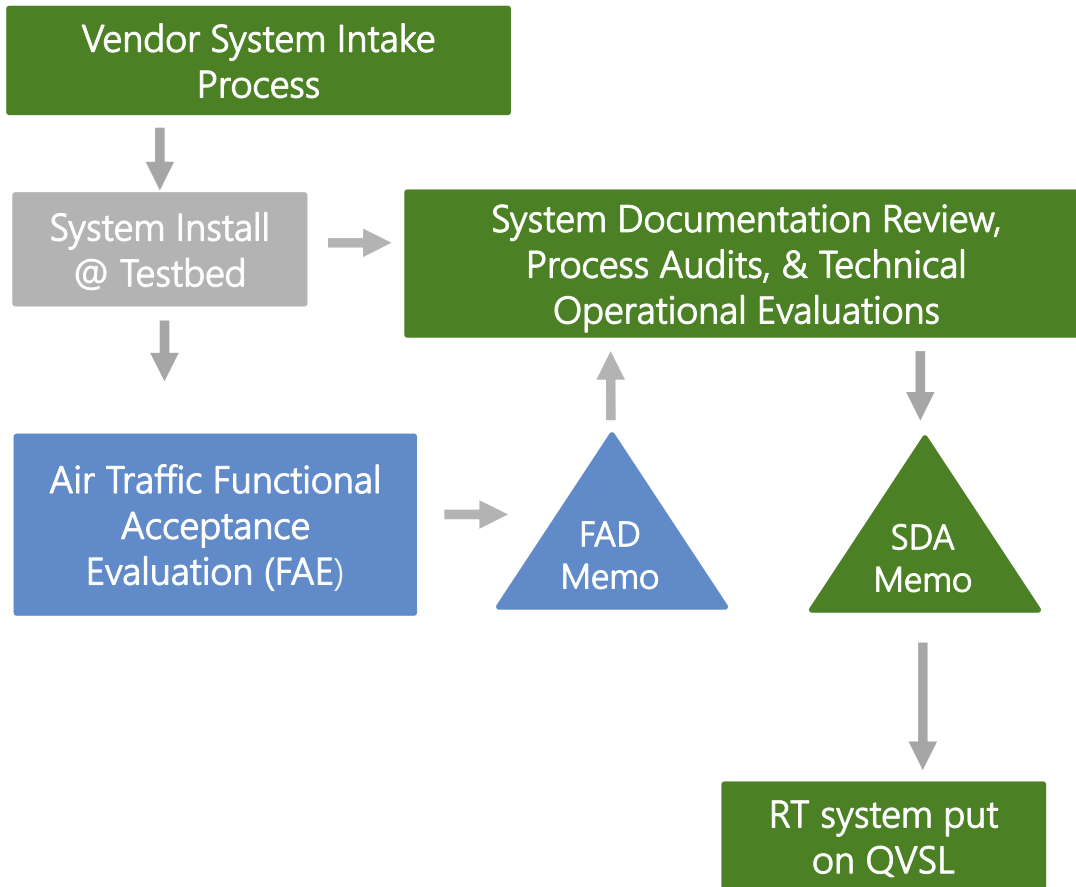 Vendor System Intake
Process
System Install
@ Testbed
System Documentation Review,
Process Audits, & Technical
Operational Evaluations
Air Traffic Functional
Acceptance
Evaluation (FAE)
FAD
Memo
SDA
Memo
RT system put
on QVSL